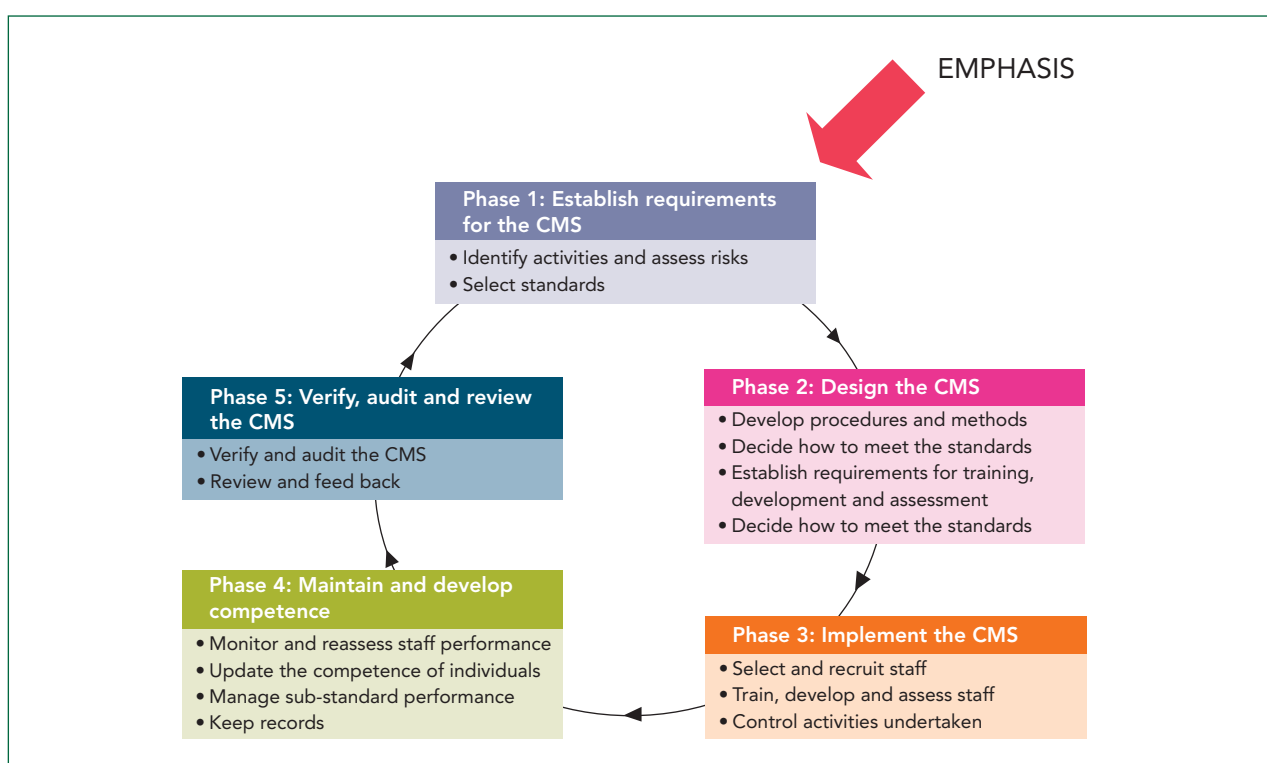 EMPHASIS
Phase 1: Establish requirements
for the CMS
• Identify activities and assess risks
• Select standards
Phase 2: Design the CMS
• Develop procedures and methods
• Decide how to meet the standards
• Establish requirements for training,
development and assessment
• Decide how to meet the standards
Phase 3: Implement the CMS
• Select and recruit staff
• Train, develop and assess staff
• Control activities undertaken
Phase 4: Maintain and develop
competence
• Monitor and reassess staff performance
• Update the competence of individuals
• Manage sub-standard performance
• Keep records
Phase 5: Verify, audit and review
the CMS
• Verify and audit the CMS
• Review and feed back